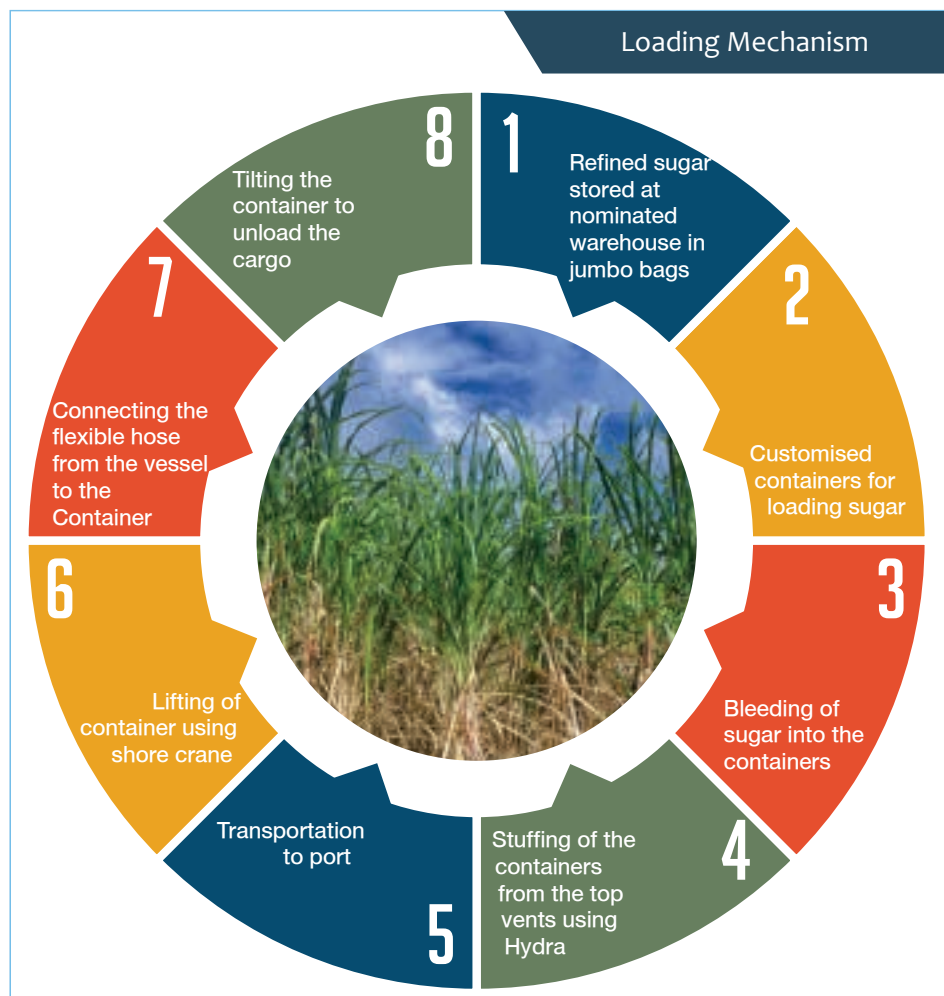 Loading Mechanism
1
Refined sugar
stored at
nominated
warehouse in
jumbo bags
2
Customised
containers for
loading sugar
3
Bleeding of
sugar into the
containers
4
Stuffing of the
containers
from the top
vents using
Hydra
5
Transportation
to port
6
Lifting of
container using
shore crane
7
Connecting the
flexible hose
from the vessel
to the
Container
8
Tilting the
container to
unload the
cargo